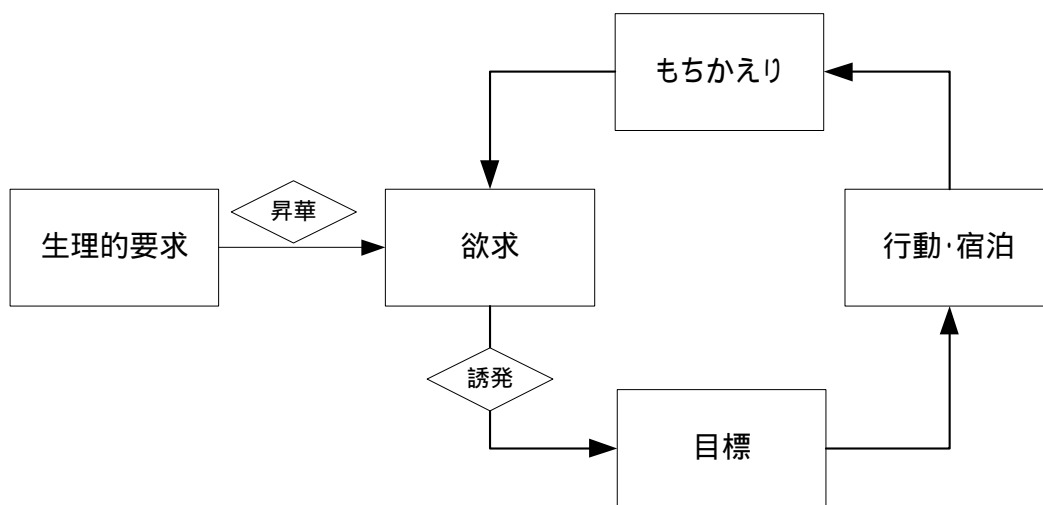 もちかえり
生理的要求
昇華
欲求
行動・宿泊
誘発
目標